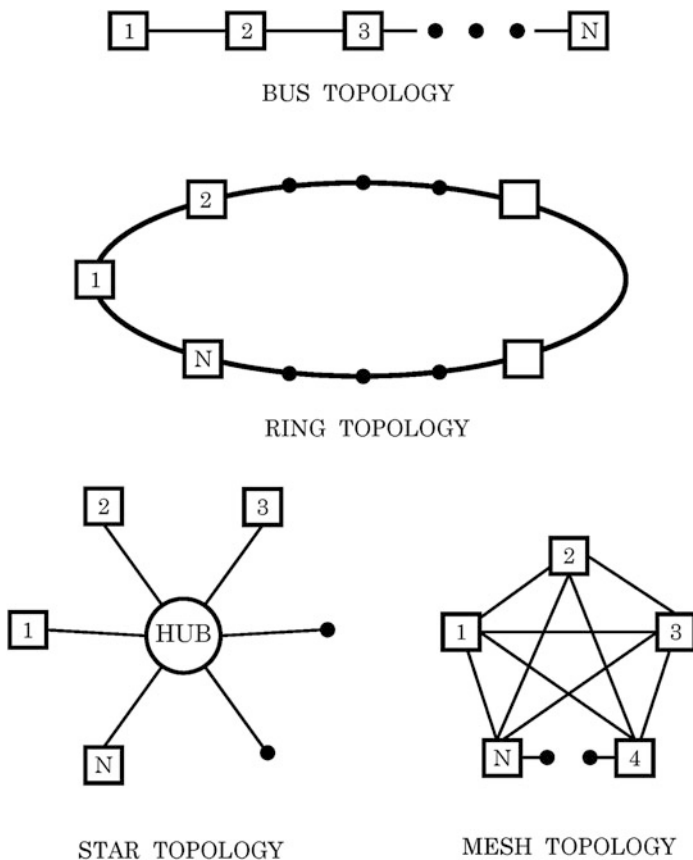 1 2 3 N
BUS TOPOLOGY
2
1
N
RING TOPOLOGY
2 3
1 HUB
N
STAR TOPOLOGY
2
1 3
N 4
MESH TOPOLOGY